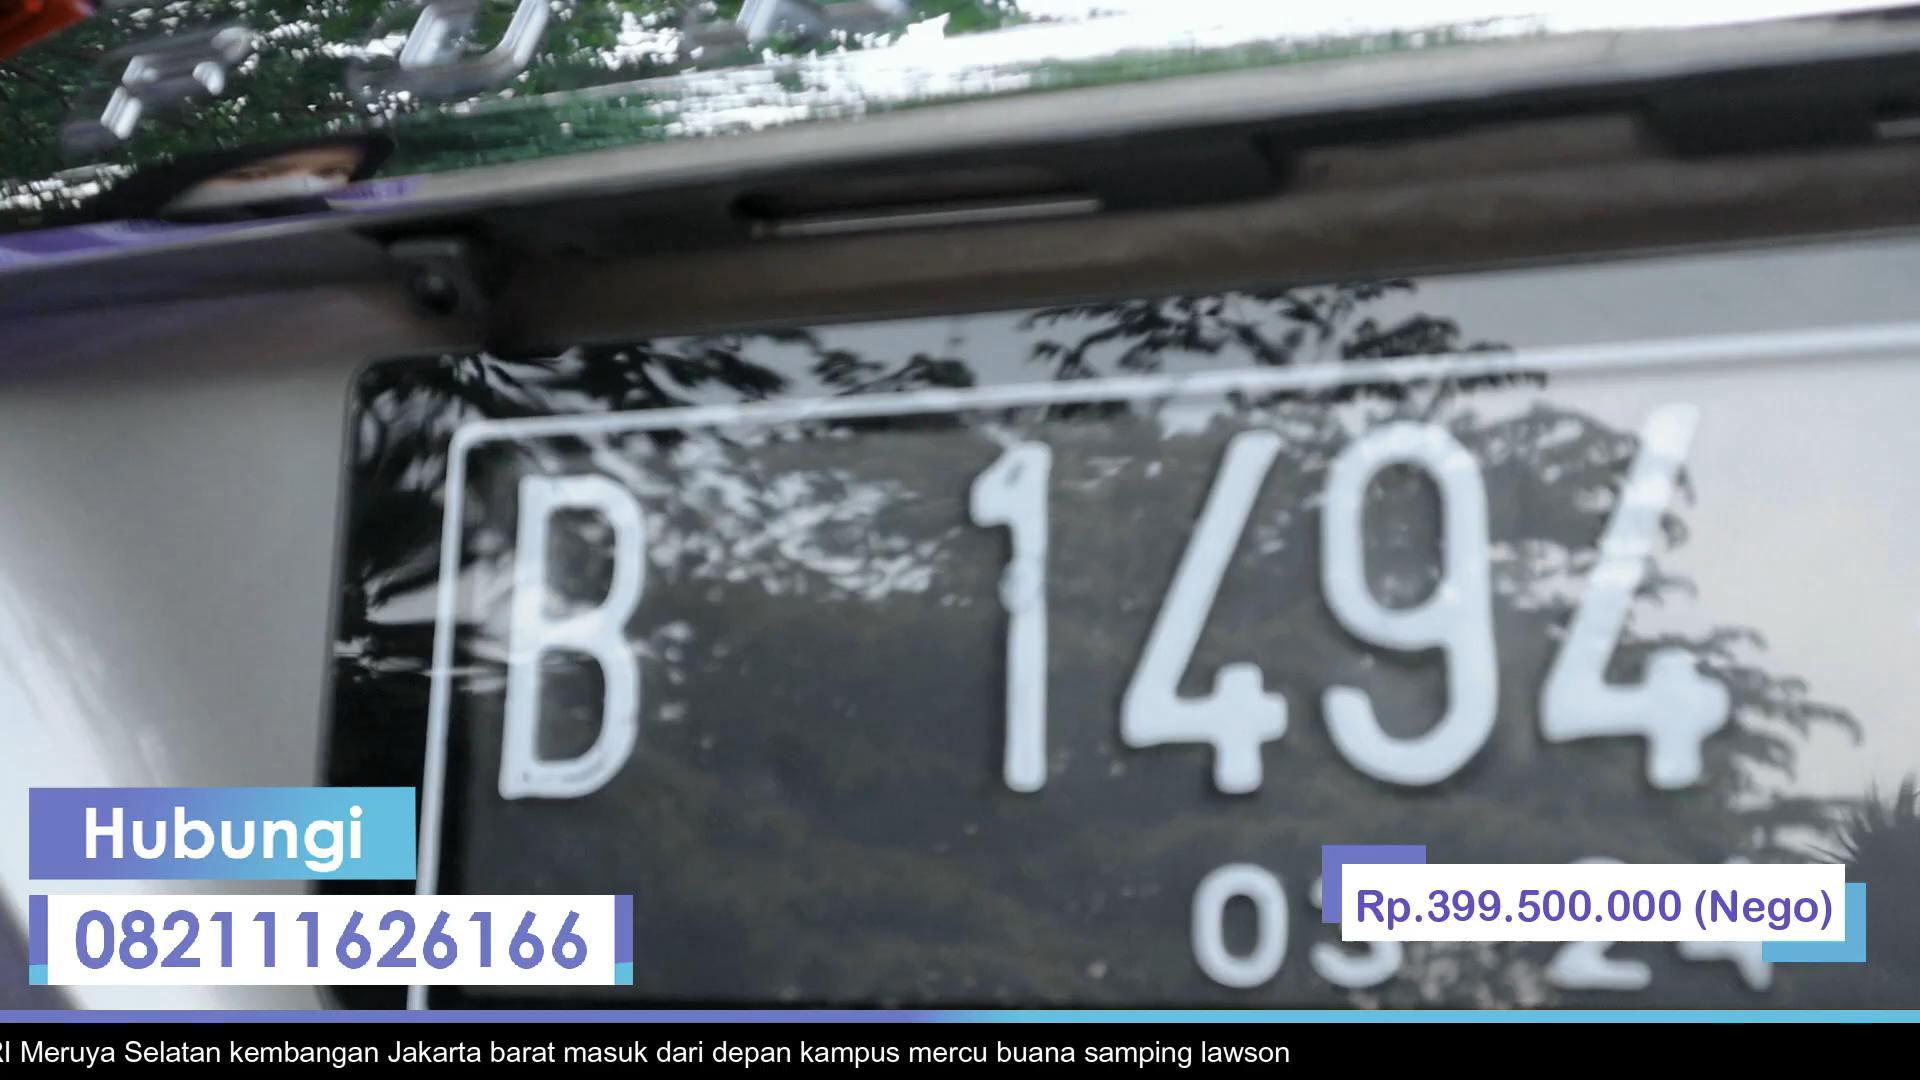 B 1494
Hubungi
082111626166
Rp.399.500.000 (Nego)
RI Meruya Selatan kembangan Jakarta barat masuk dari depan kampus mercu buana samping lawson